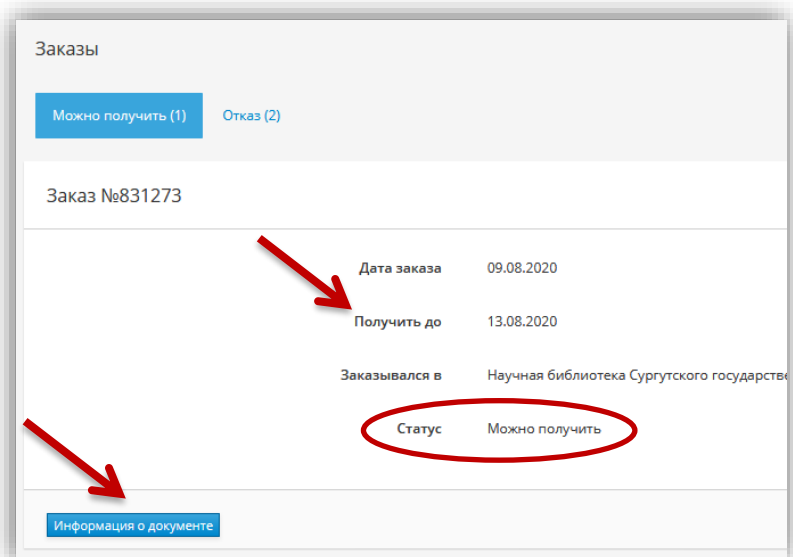 Заказы
Можно получить (1) Отказ (2)
Заказ №831273
Дата заказа 09.08.2020
Получить до 13.08.2020
Заказывался в Научная библиотека Сургутского
Статус Можно получить
Информация о документе